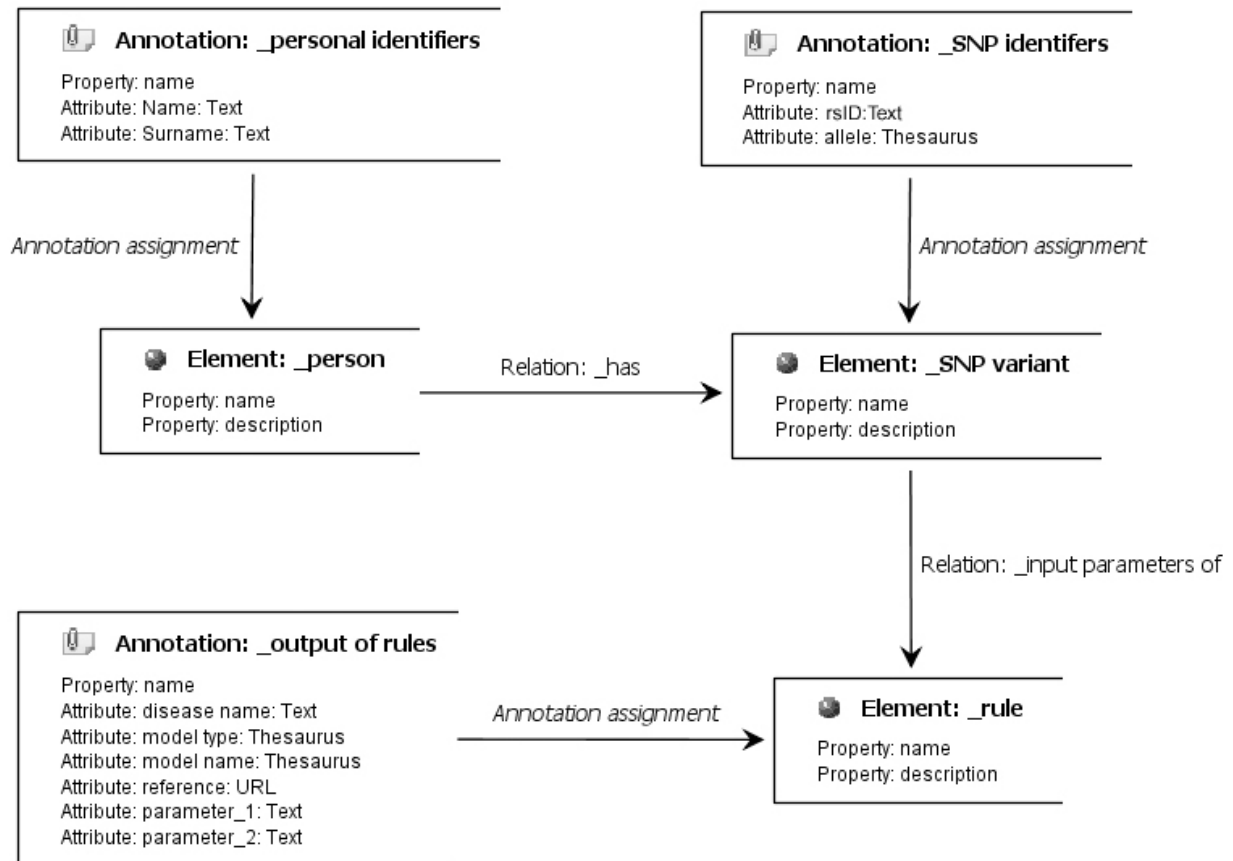 Annotation: _personal identifiers
Property: name
Attribute: Name: Text
Attribute: Surname: Text
Annotation: _SNP identifers
Property: name
Attribute: rsID:Text
Attribute: allele: Thesaurus
Annotation assignment
Annotation assignment
Element: _person
Property: name
Property: description
Relation: _has
Element: _SNP variant
Property: name
Property: description
Relation: _input parameters of
Annotation: _output of rules
Property: name
Attribute: disease name: Text
Attribute: model type: Thesaurus
Attribute: model name: Thesaurus
Attribute: reference: URL
Attribute: parameter_1: Text
Attribute: parameter_2: Text
Annotation assignment
Element: _rule
Property: name
Property: description